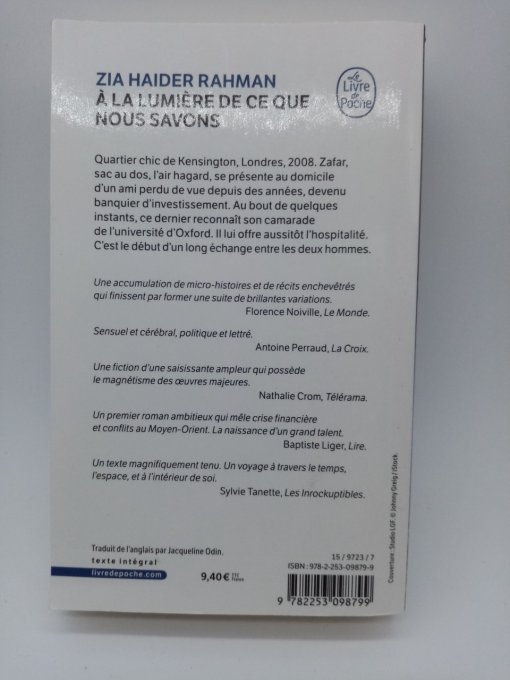 ZIA HAIDER RAHMAN
À LA LUMIÈRE DE CE QUE
NOUS SAVONS
Le
Livre
de
Poche
Quartier chic de Kensington, Londres, 2008. Zafar,
sac au dos, l'air hagard, se présente au domicile
d'un ami perdu de vue depuis des années, devenu
banquier d'investissement. Au bout de quelques
instants, ce dernier reconnaît son camarade
de l'université d'Oxford. Il lui offre aussitôt l'hospitalité.
C'est le début d'un long échange entre les deux hommes.
Une accumulation de micro-histoires et de récits enchevêtrés
qui finissent par former une suite de brillantes variations.
Florence Noiville, Le Monde.
Sensuel et cérébral, politique et lettré.
Antoine Perraud, La Croix.
Une fiction d'une saisissante ampleur qui possède
le magnétisme des œuvres majeures.
Nathalie Crom, Télérama.
Un premier roman ambitieux qui mêle crise financière
et conflits au Moyen-Orient. La naissance d'un grand talent.
Baptiste Liger, Lire.
Un texte magnifiquement tenu. Un voyage à travers le temps,
l'espace, et à l'intérieur de soi.
Sylvie Tanette, Les Inrockuptibles.
Traduit de l'anglais par Jacqueline Odin.
texte intégral
livredepoche.com
9,40 € TTC
FRANCE
15 / 9723 / 7
ISBN : 978-2-253-09879-9
9 782253 098799
Couverture : Studio LGF. © Johnny Greig / iStock.